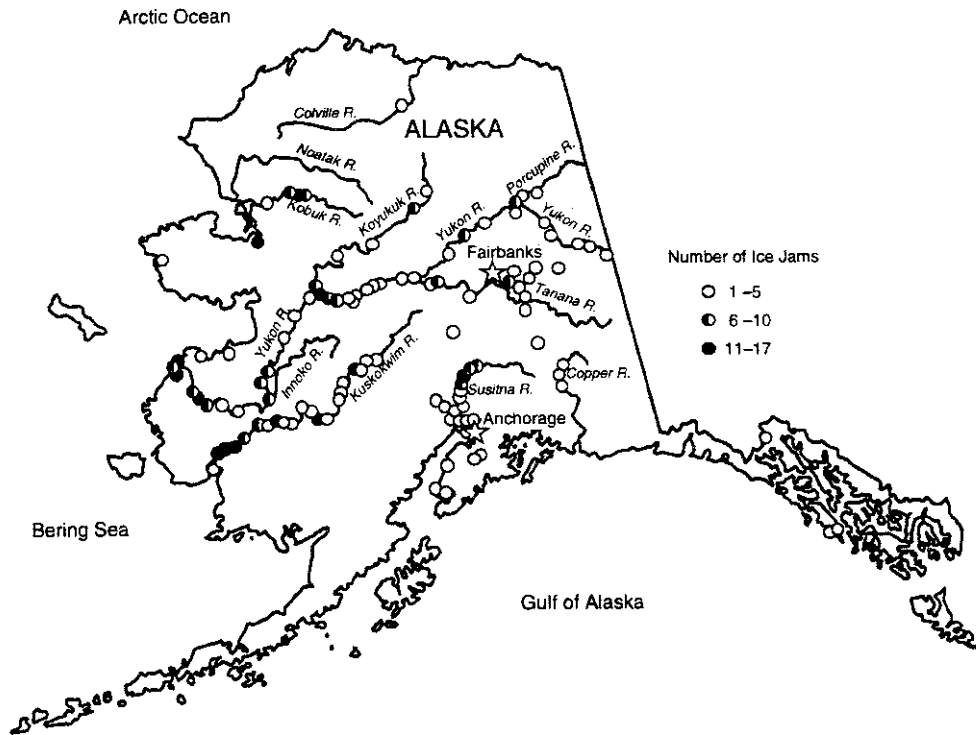 Arctic Ocean
Colville R.
ALASKA
Noatak R.
Kobuk R.
Koyukuk R.
Porcupine R.
Yukon R.
Yukon R.
Fairbanks
Tanana R.
Number of Ice Jams
1–5
6–10
11–17
Yukon R.
Innoko R.
Kuskokwim R.
Susitna R.
Copper R.
Anchorage
Bering Sea
Gulf of Alaska